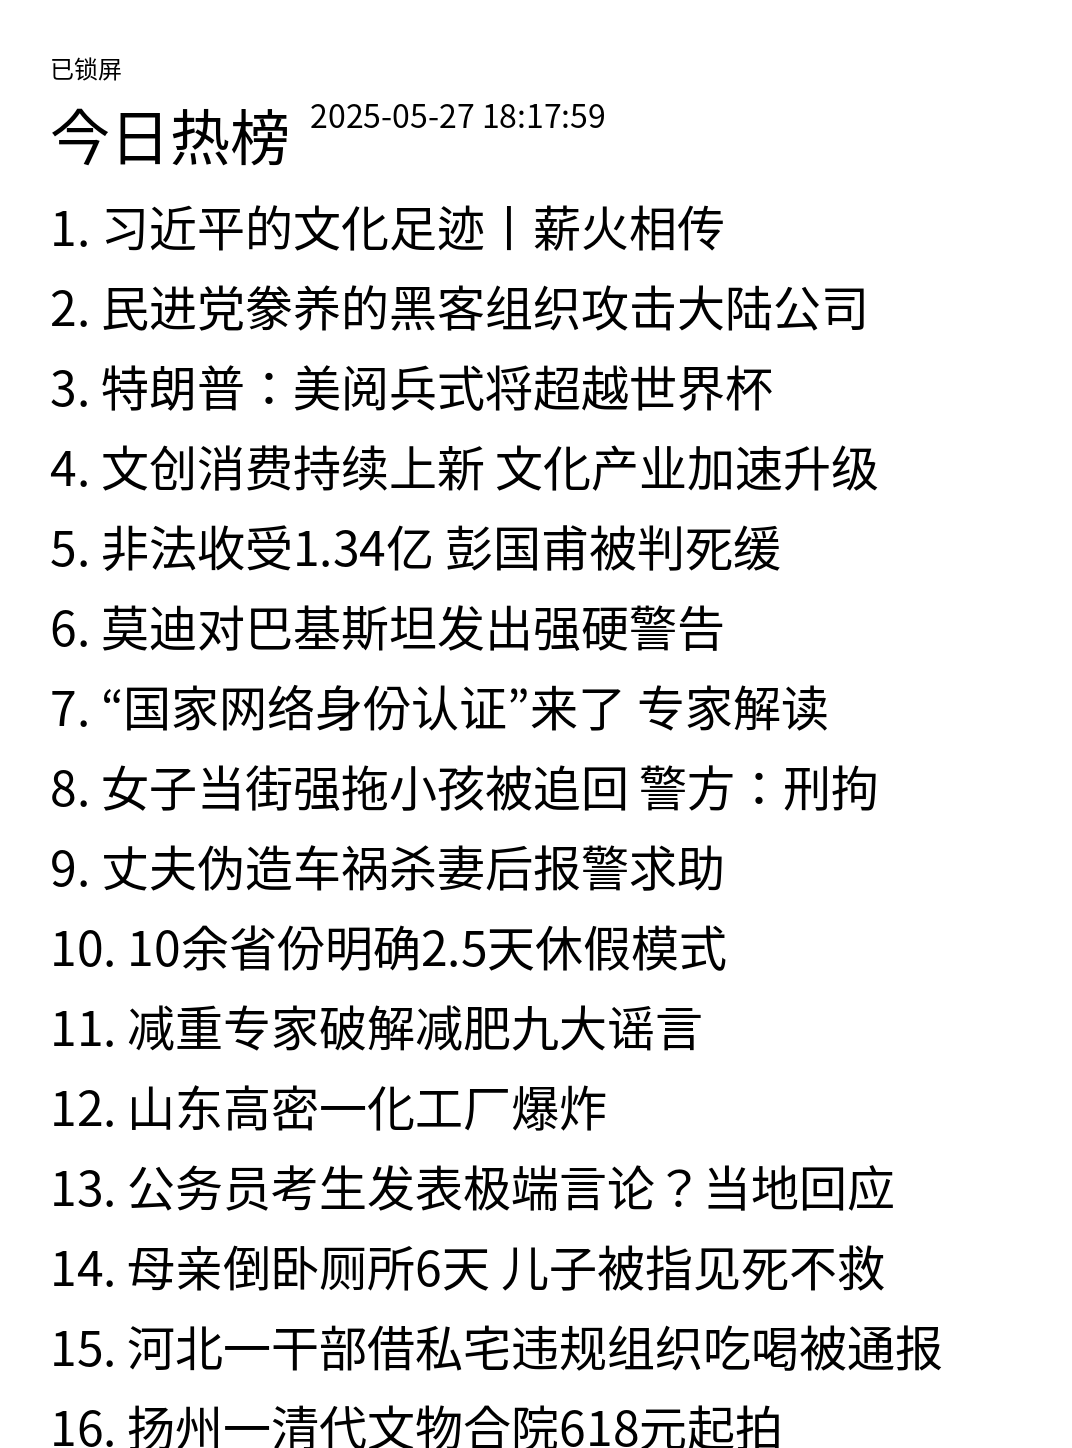 已锁屏
今日热榜 2025-05-27 18:17:59
1. 习近平的文化足迹丨薪火相传
2. 民进党豢养的黑客组织攻击大陆公司
3. 特朗普：美阅兵式将超越世界杯
4. 文创消费持续上新 文化产业加速升级
5. 非法收受1.34亿 彭国甫被判死缓
6. 莫迪对巴基斯坦发出强硬警告
7. “国家网络身份认证”来了 专家解读
8. 女子当街强拖小孩被追回 警方：刑拘
9. 丈夫伪造车祸杀妻后报警求助
10. 10余省份明确2.5天休假模式
11. 减重专家破解减肥九大谣言
12. 山东高密一化工厂爆炸
13. 公务员考生发表极端言论？当地回应
14. 母亲倒卧厕所6天 儿子被指见死不救
15. 河北一干部借私宅违规组织吃喝被通报
16. 扬州一清代文物合院618元起拍